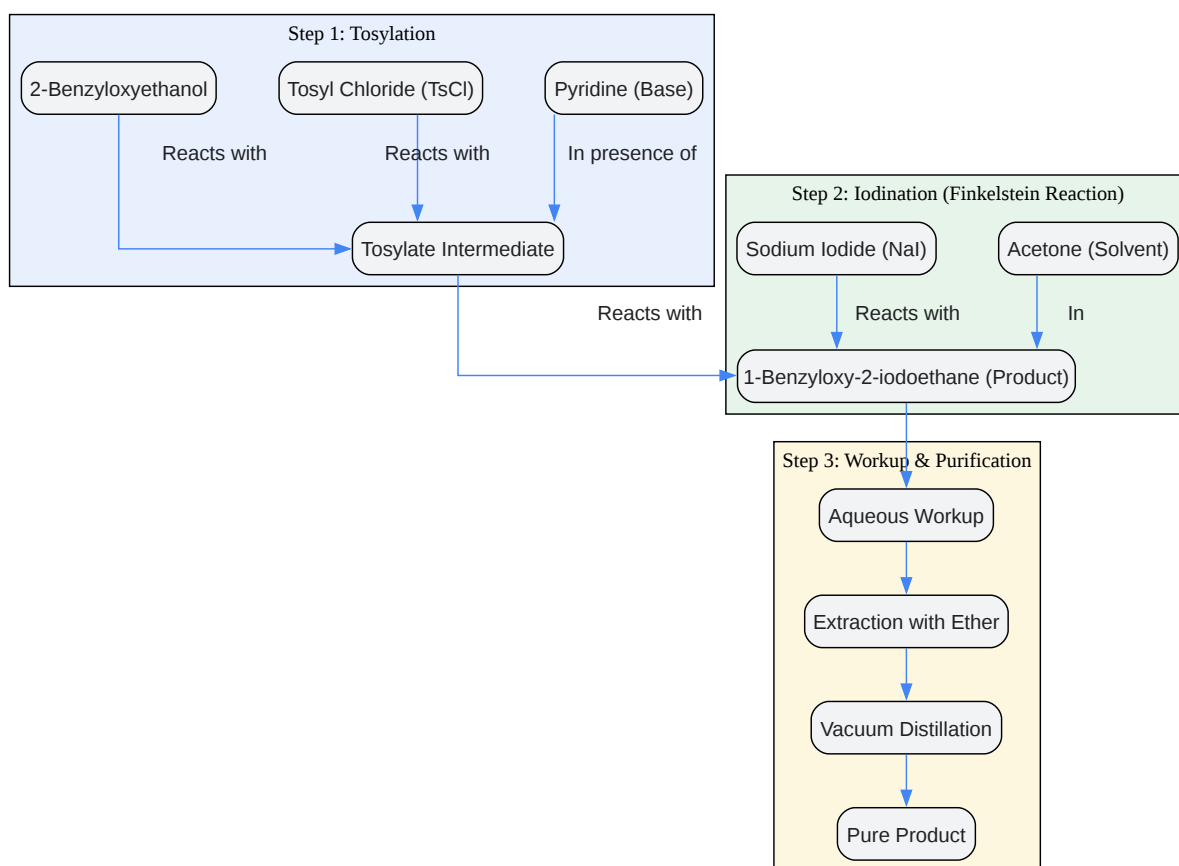 Step 1: Tosylation
2-Benzyloxyethanol
Tosyl Chloride (TsCl)
Pyridine (Base)
Reacts with
Reacts with
In presence of
Tosylate Intermediate
Step 2: Iodination (Finkelstein Reaction)
Sodium Iodide (NaI)
Acetone (Solvent)
Reacts with
Reacts with
In
1-Benzyloxy-2-iodoethane (Product)
Step 3: Workup & Purification
Aqueous Workup
Extraction with Ether
Vacuum Distillation
Pure Product